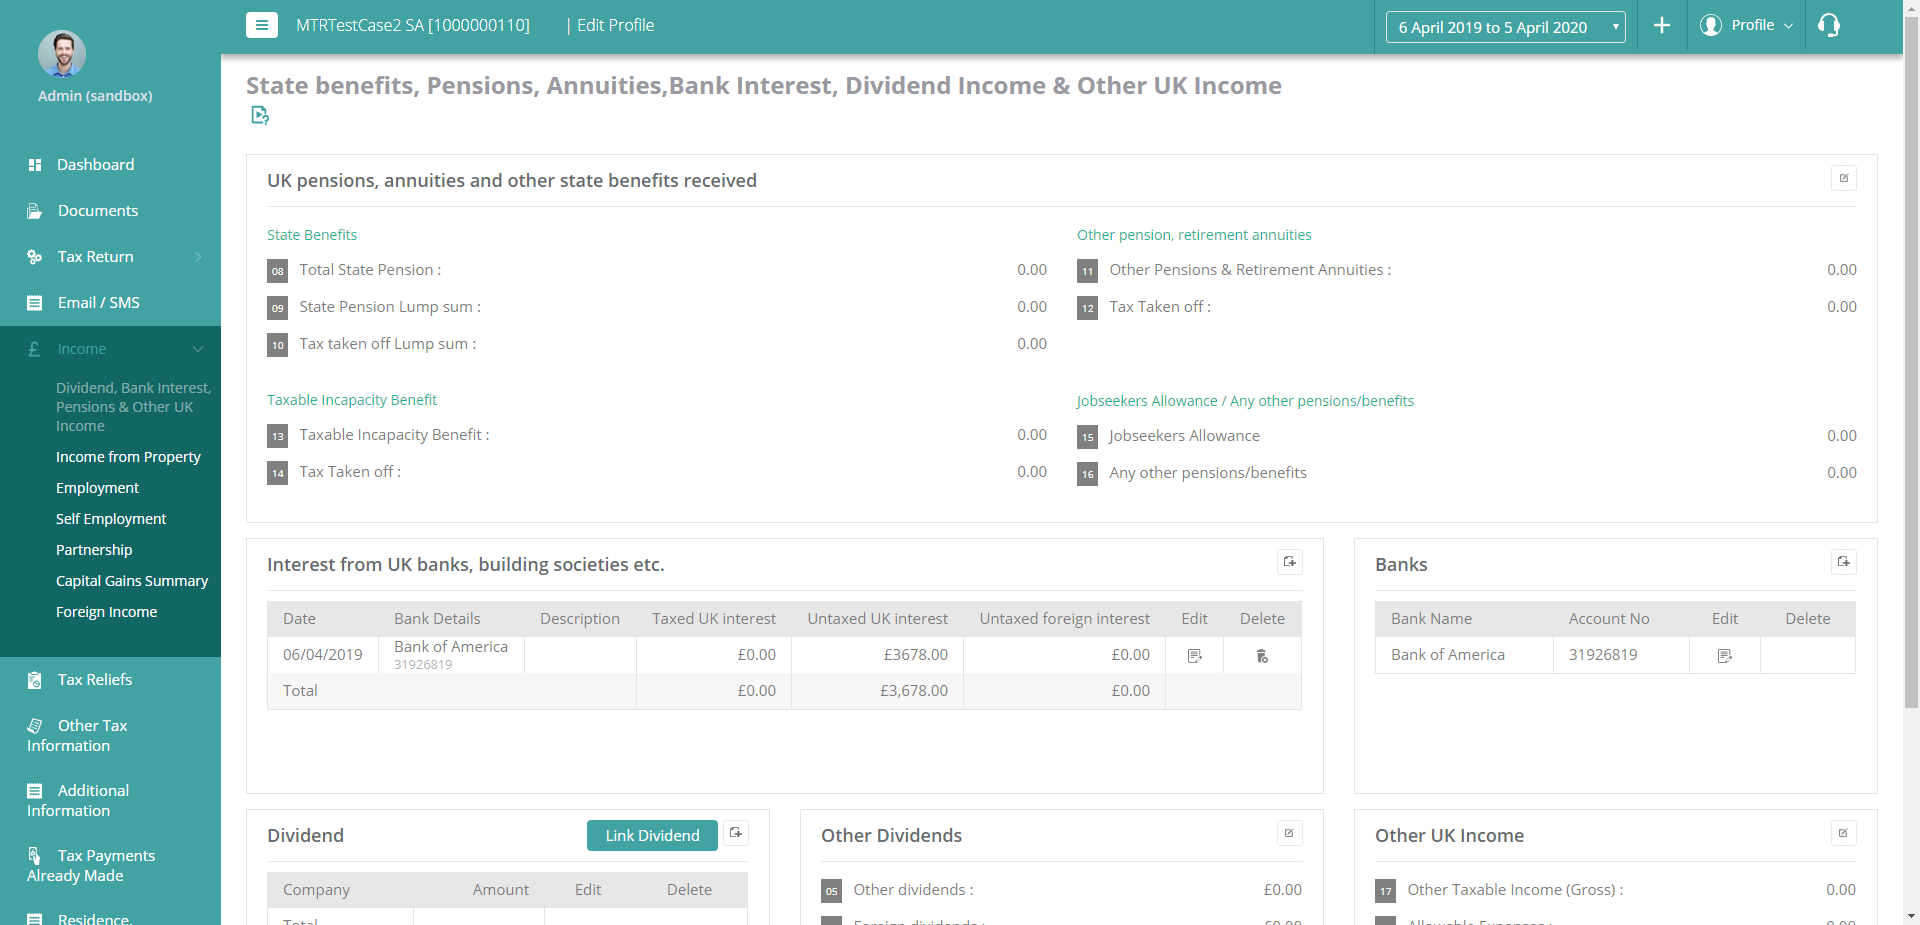 MTRTestCase2 SA [1000000110] | Edit Profile
6 April 2019 to 5 April 2020
Profile
Admin (sandbox)
Dashboard
Documents
Tax Return
Email / SMS
£ Income
Dividend, Bank Interest,
Pensions & Other UK
Income
Income from Property
Employment
Self Employment
Partnership
Capital Gains Summary
Foreign Income
Tax Reliefs
Other Tax
Information
Additional
Information
Tax Payments
Already Made
Residence,
State benefits, Pensions, Annuities,Bank Interest, Dividend Income & Other UK Income
UK pensions, annuities and other state benefits received
State Benefits
08 Total State Pension : 0.00
09 State Pension Lump sum : 0.00
10 Tax taken off Lump sum : 0.00
Other pension, retirement annuities
11 Other Pensions & Retirement Annuities : 0.00
12 Tax Taken off : 0.00
Taxable Incapacity Benefit
13 Taxable Incapacity Benefit : 0.00
14 Tax Taken off : 0.00
Jobseekers Allowance / Any other pensions/benefits
15 Jobseekers Allowance 0.00
16 Any other pensions/benefits 0.00
Interest from UK banks, building societies etc.
Date Bank Details Description Taxed UK interest Untaxed UK interest Untaxed foreign interest Edit Delete
06/04/2019 Bank of America £0.00 £3678.00 £0.00
31926819
Total £0.00 £3,678.00 £0.00
Banks
Bank Name Account No Edit Delete
Bank of America 31926819
Dividend Link Dividend
Company Amount Edit Delete
Total
Other Dividends
05 Other dividends : £0.00
Foreign dividends : £0.00
Other UK Income
17 Other Taxable Income (Gross) : 0.00
Allowable Expenses : 0.00